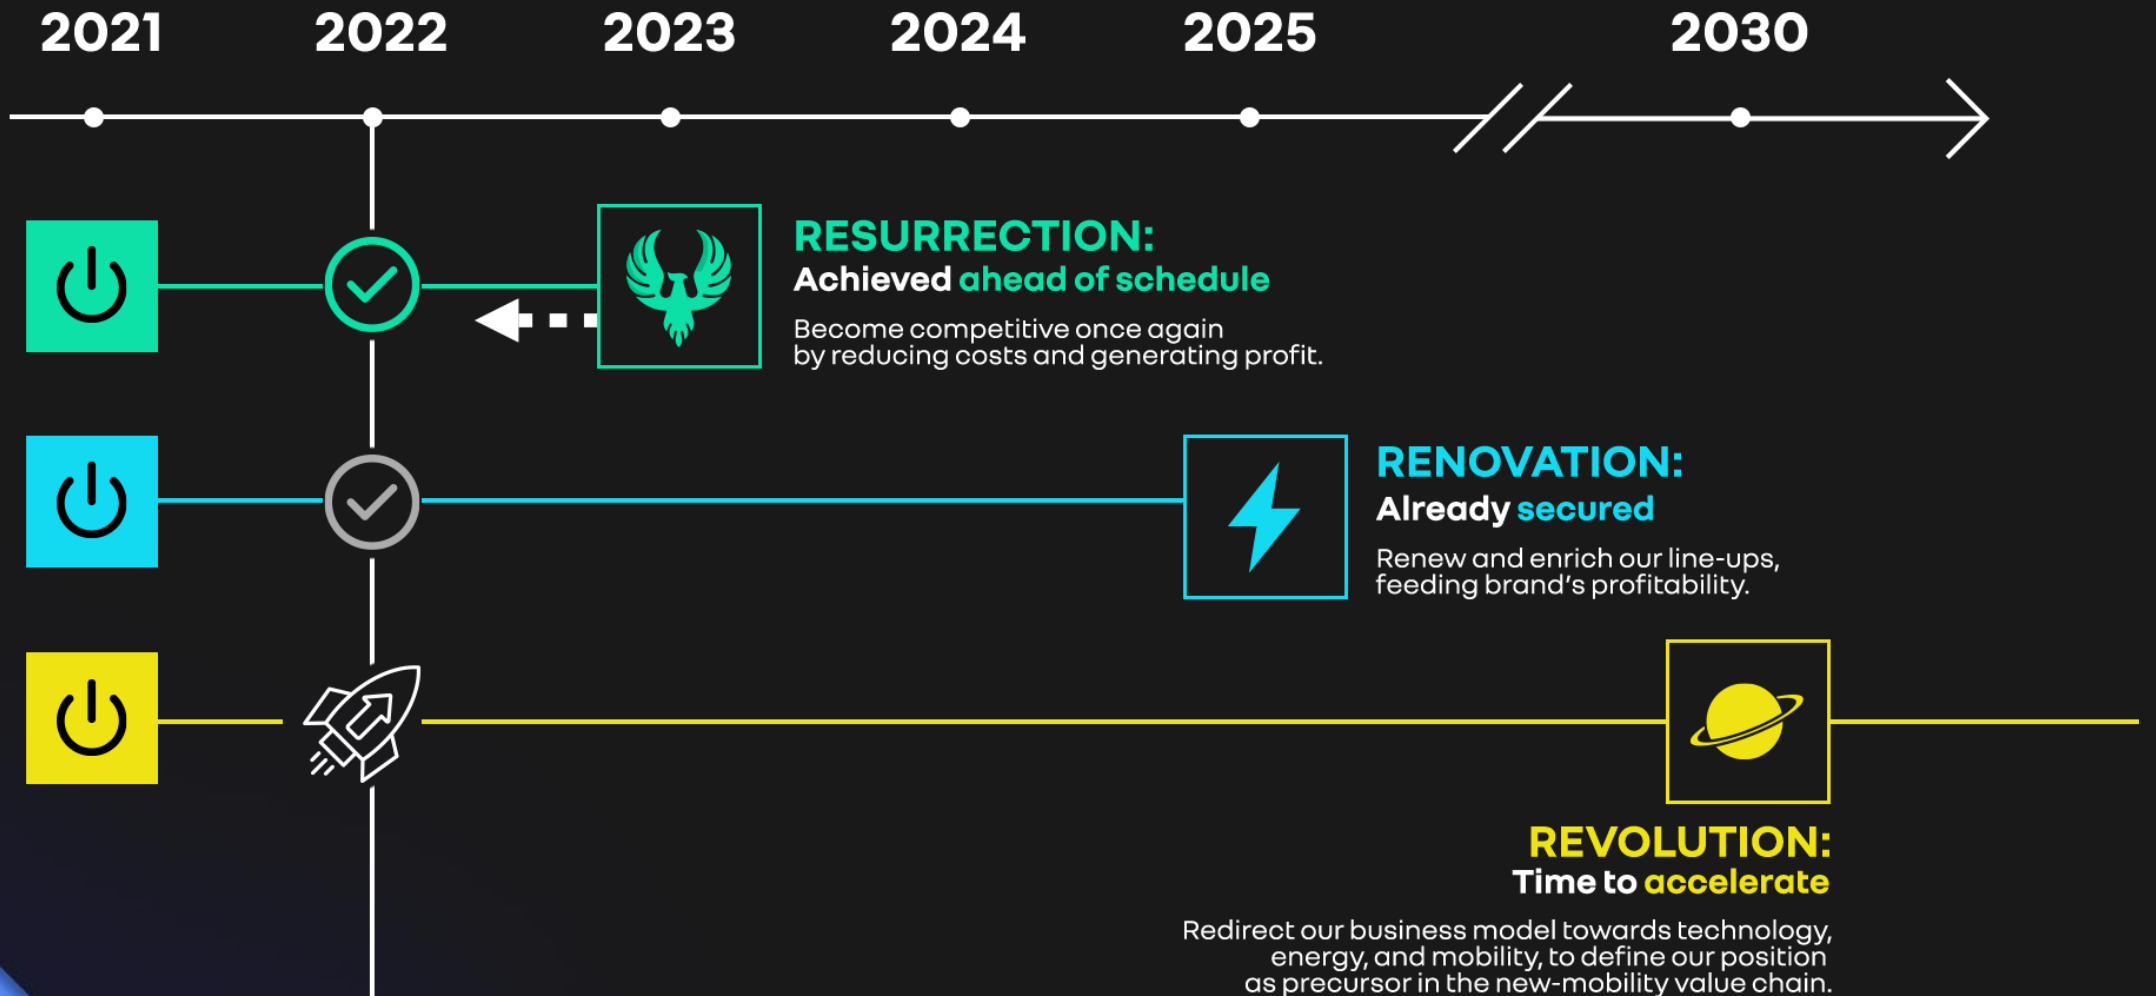 2021 2022 2023 2024 2025 2030
RESURRECTION:
Achieved ahead of schedule
Become competitive once again
by reducing costs and generating profit.
RENOVATION:
Already secured
Renew and enrich our line-ups,
feeding brand's profitability.
REVOLUTION:
Time to accelerate
Redirect our business model towards technology,
energy, and mobility, to define our position
as precursor in the new-mobility value chain.